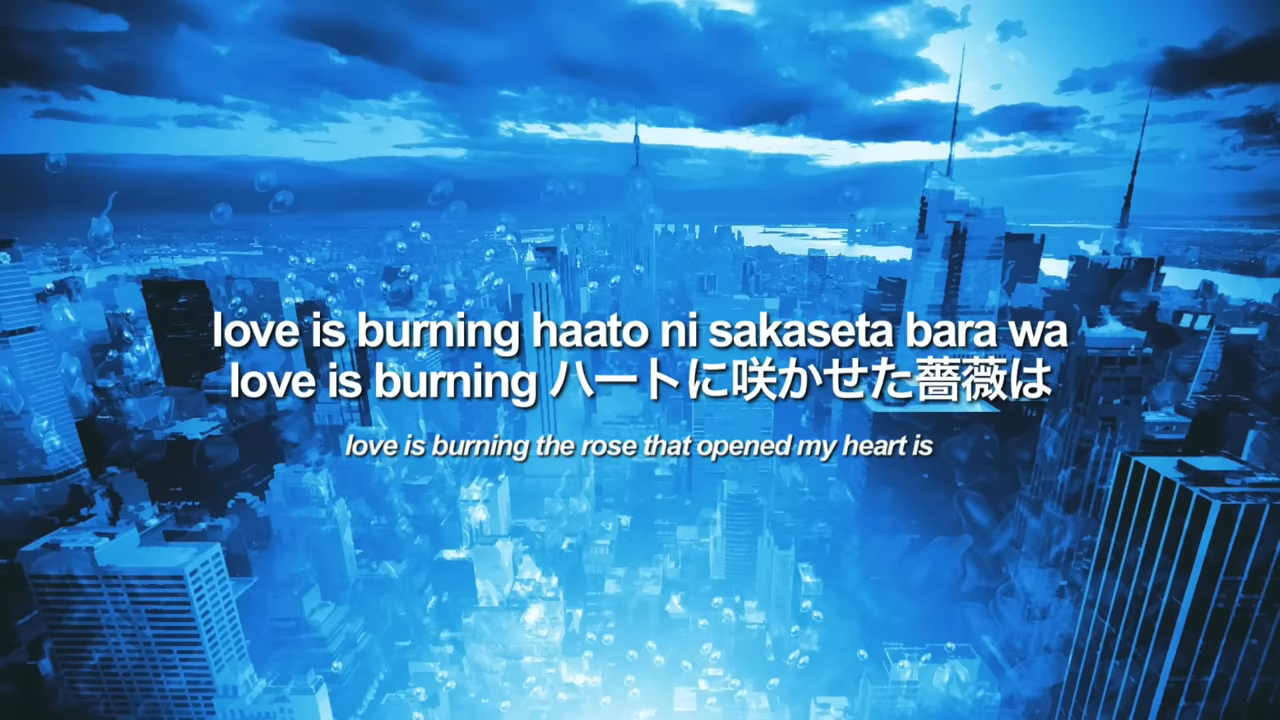 love is burning haato ni sakaseta bara wa
love is burning ハートに咲かせた薔薇は
love is burning the rose that opened my heart is